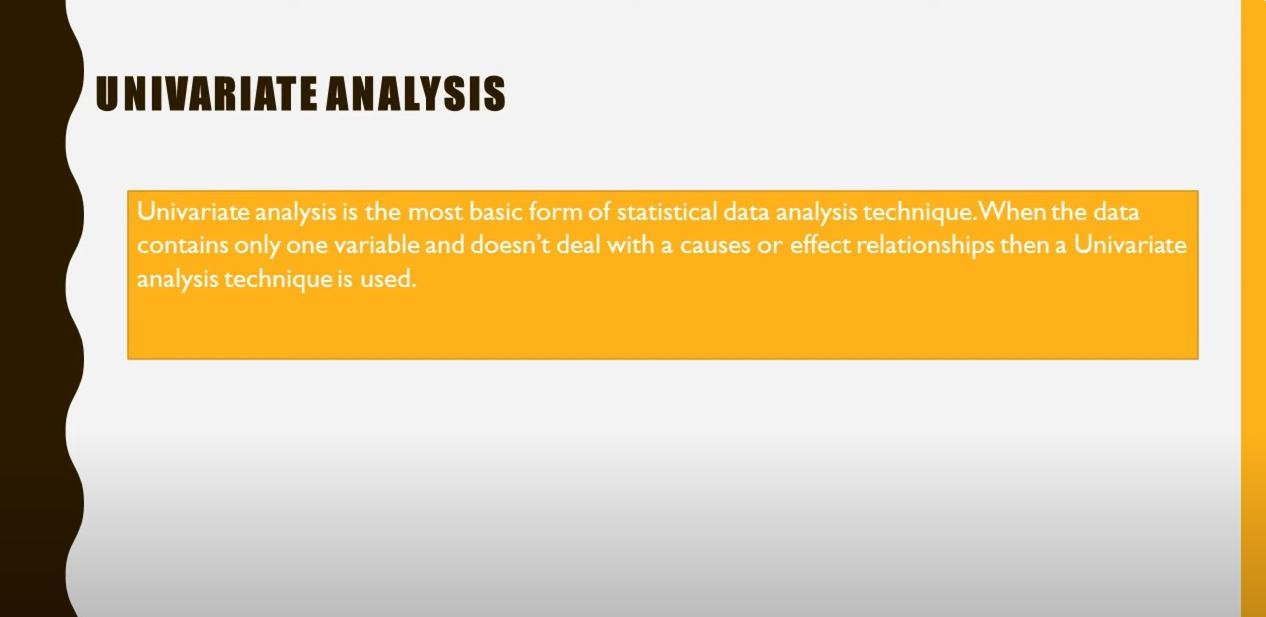 UNIVARIATE ANALYSIS
Univariate analysis is the most basic form of statistical data analysis technique.When the data
contains only one variable and doesn’t deal with a causes or effect relationships then a Univariate
analysis technique is used.